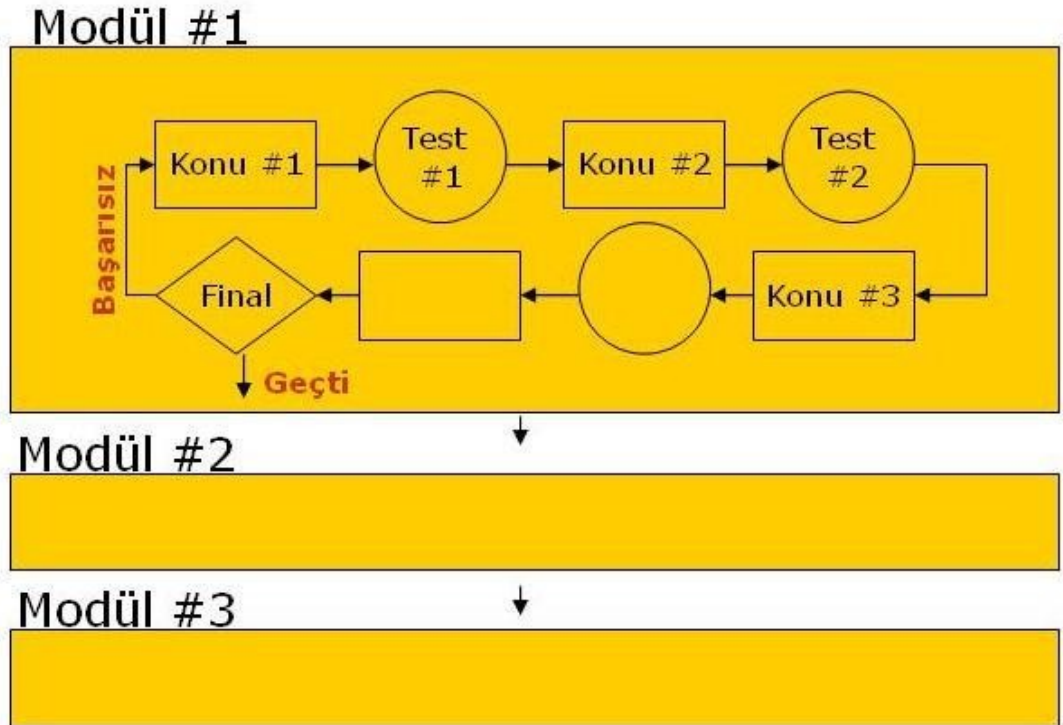 Modül #1
Konu #1
Test
#1
Konu #2
Test
#2
Başarısız
Final
Konu #3
Geçti
Modül #2
Modül #3